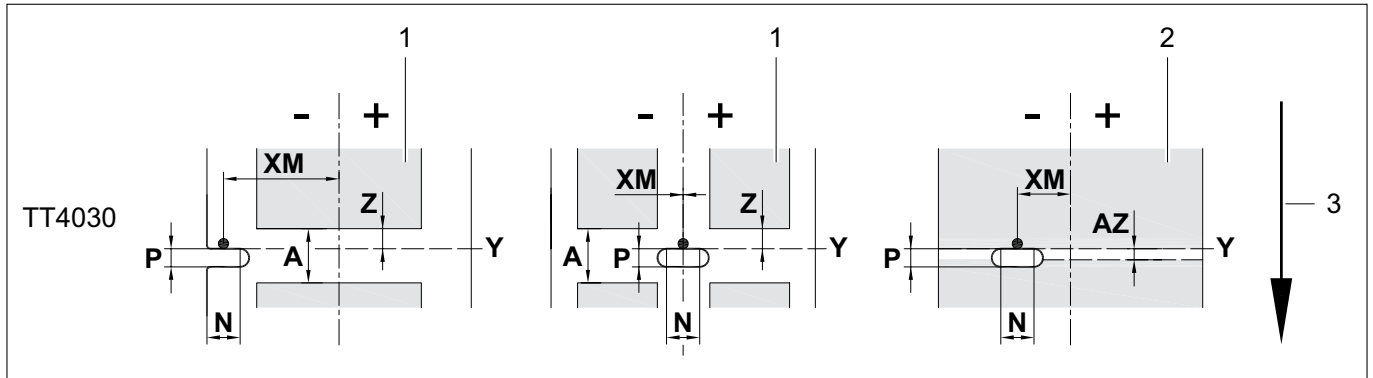 1 1 2
- + - + - +
XM XM XM
Z Z AZ
TT4030 3
P A Y P A Y P Y
N N N